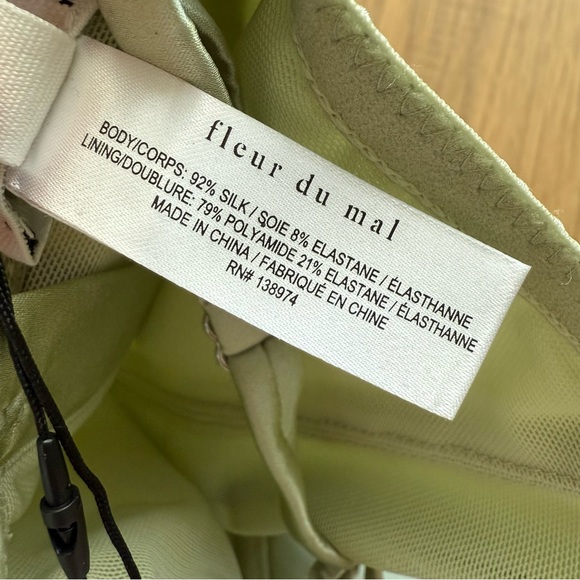 fleur du mal
BODY/CORPS: 92% SILK / SOIE 8% ELASTANE / ÉLASTHANNE
LINING/DOUBLURE: 79% POLYAMIDE 21% ELASTANE / ÉLASTHANNE
MADE IN CHINA / FABRIQUÉ EN CHINE
RN# 138974